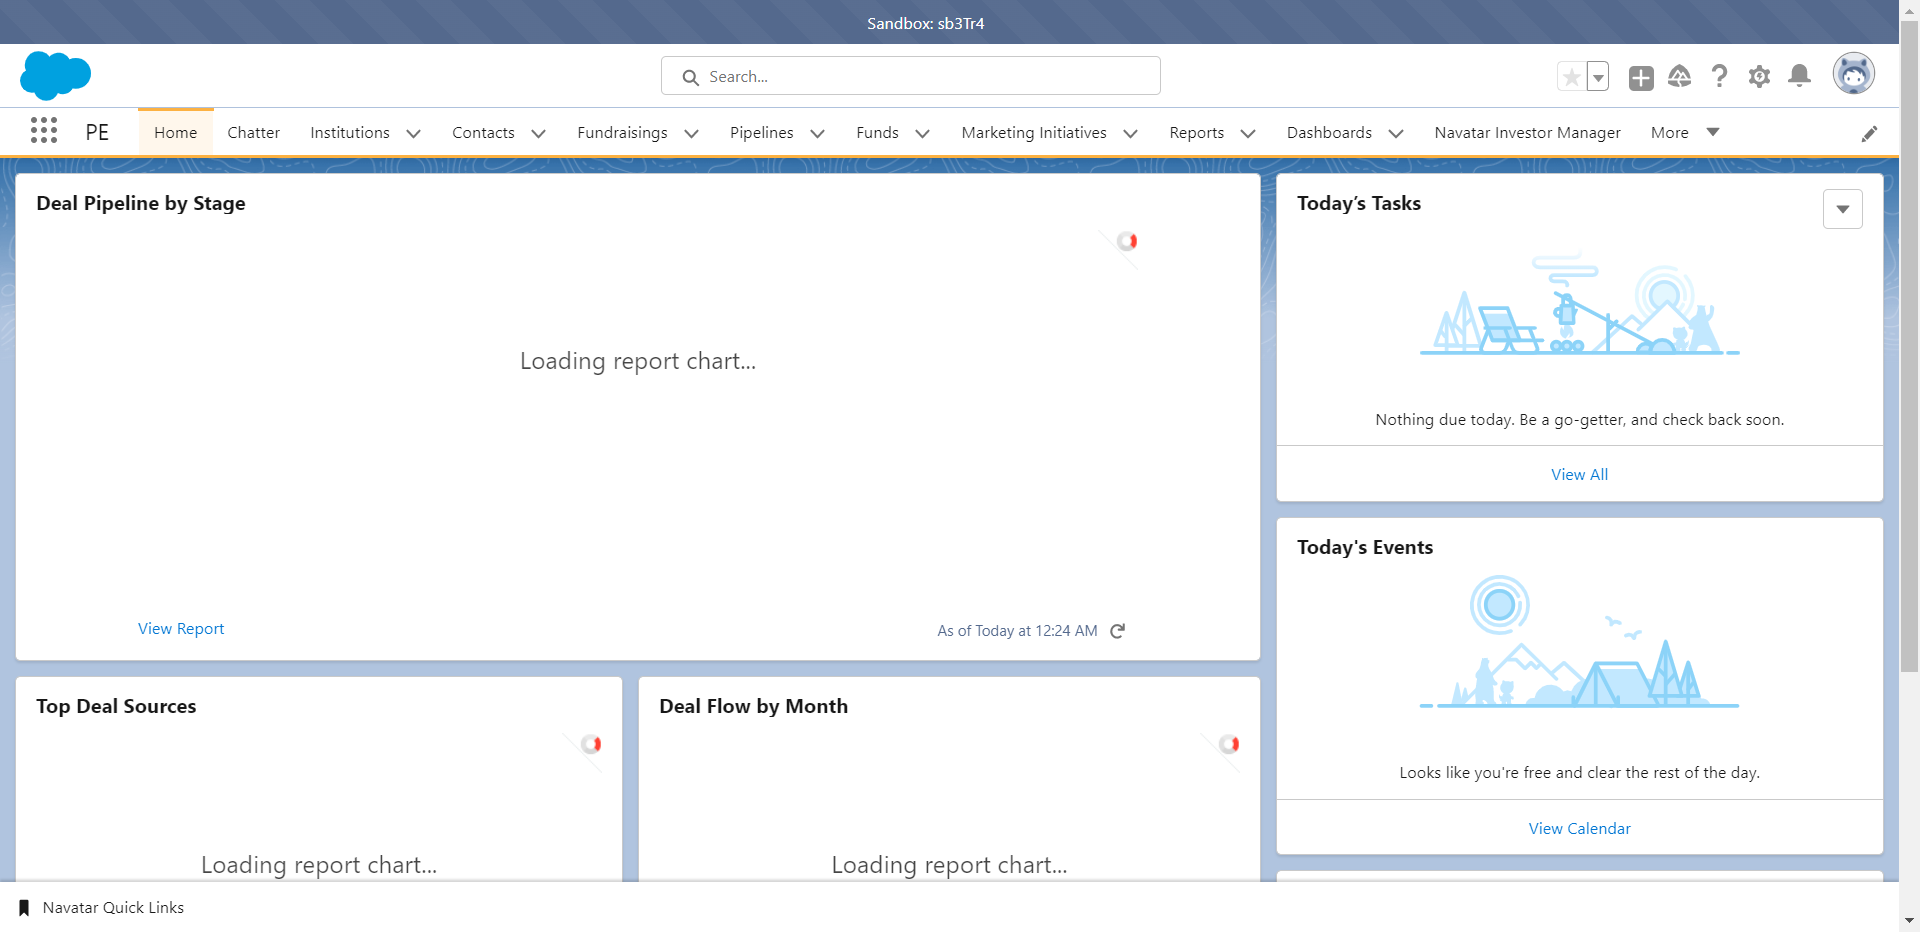 Sandbox: sb3Tr4
Search...
PE
Home
Chatter
Institutions
Contacts
Fundraisings
Pipelines
Funds
Marketing Initiatives
Reports
Dashboards
Navatar Investor Manager
More
Deal Pipeline by Stage
Loading report chart...
View Report
As of Today at 12:24 AM
Top Deal Sources
Loading report chart...
Deal Flow by Month
Loading report chart...
Today’s Tasks
Nothing due today. Be a go-getter, and check back soon.
View All
Today's Events
Looks like you're free and clear the rest of the day.
View Calendar
Navatar Quick Links